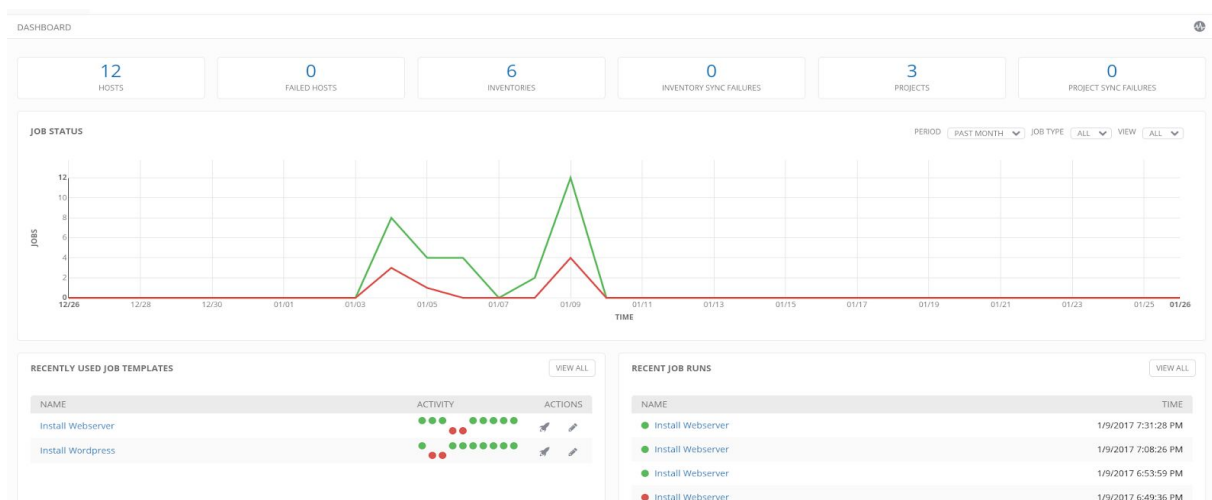 DASHBOARD
12 0 6 0 3 0
HOSTS FAILED HOSTS INVENTORIES INVENTORY SYNC FAILURES PROJECTS PROJECT SYNC FAILURES
JOB STATUS PERIOD PAST MONTH JOB TYPE ALL VIEW ALL
12
10
8
6
4
2
0
JOBS
12/26 12/28 12/30 01/01 01/03 01/05 01/07 01/09 01/11 01/13 01/15 01/17 01/19 01/21 01/23 01/25 01/26
TIME
RECENTLY USED JOB TEMPLATES VIEW ALL
NAME ACTIVITY ACTIONS
Install Webserver
Install Wordpress
RECENT JOB RUNS VIEW ALL
NAME TIME
Install Webserver 1/9/2017 7:31:28 PM
Install Webserver 1/9/2017 7:08:26 PM
Install Webserver 1/9/2017 6:53:59 PM
Install Webserver 1/9/2017 6:49:36 PM